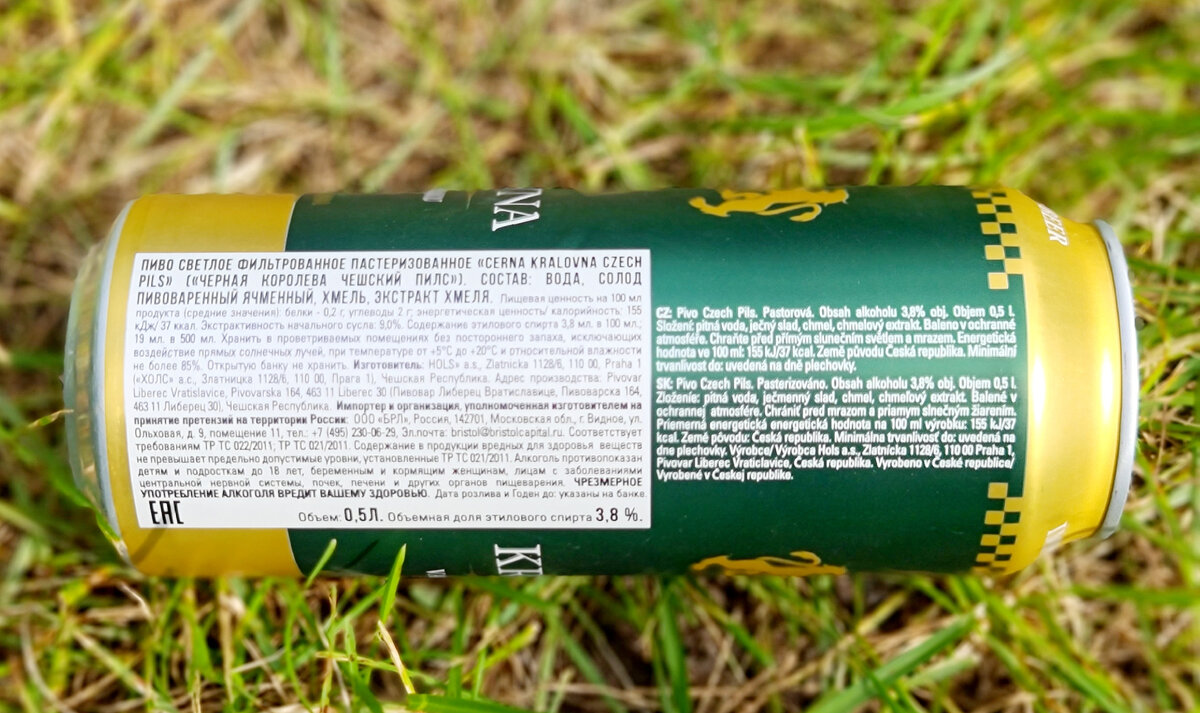 NA
ПИВО СВЕТЛОЕ ФИЛЬТРОВАННОЕ ПАСТЕРИЗОВАННОЕ «CERNA KRALOVNA CZECH
PILS» («ЧЕРНАЯ КОРОЛЕВА ЧЕШСКИЙ ПИЛС»). СОСТАВ: ВОДА, СОЛОД
ПИВОВАРЕННЫЙ ЯЧМЕННЫЙ, ХМЕЛЬ, ЭКСТРАКТ ХМЕЛЯ. Пищевая ценность на 100 мл
продукта (средние значения): белки - 0,2 г, углеводы 2 г; энергетическая ценность/ калорийность: 155
кДж/ 37 ккал. Экстрактивность начального сусла: 9,0%. Содержание этилового спирта 3,8 мл. в 100 мл.;
19 мл. в 500 мл. Хранить в проветриваемых помещениях без постороннего запаха, исключающих
воздействие прямых солнечных лучей, при температуре от +5°С до +20°С и относительной влажности
не более 85%. Открытую банку не хранить. Изготовитель: HOLS» a.s., Zlatnicka 1128/6, 110 00, Praha 1
(«ХОЛС» a.s., Златницка 1128/6, 110 00, Прага 1), Чешская Республика. Адрес производства: Pivovar
Liberec Vratislavice, Pivovarska 164, 463 11 Liberec 30 (Пивовар Либерец Вратиславице, Пивоварска 164,
463 11 Либерец 30), Чешская Республика. Импортер и организация, уполномоченная изготовителем на
принятие претензий на территории России: ООО «БРЛ», Россия, 142701, Московская обл., г. Видное, ул.
Ольховая, д. 9, помещение 11, тел.: +7 (495) 230-06-29, Эл.почта: bristol@bristolcapital.ru. Соответствует
требованиям ТР ТС 022/2011; ТР ТС 021/2011. Содержание в продукции вредных для здоровья веществ
не превышает предельно допустимые уровни, установленные ТР ТС 021/2011. Алкоголь противопоказан
детям и подросткам до 18 лет, беременным и кормящим женщинам, лицам с заболеваниями
центральной нервной системы, почек, печени и других органов пищеварения. ЧРЕЗМЕРНОЕ
УПОТРЕБЛЕНИЕ АЛКОГОЛЯ ВРЕДИТ ВАШЕМУ ЗДОРОВЬЮ. Дата розлива и Годен до: указаны на банке.
EAC Объем: 0,5Л. Объемная доля этилового спирта 3,8 %.
CZ: Pivo Czech Pils. Pastorová. Obsah alkoholu 3,8% obj. Objem 0,5 l.
Složení: pitná voda, ječný slad, chmel, chmelový extrakt. Baleno v ochranné
atmosféře. Chraňte před přímým slunečním světlem a mrazem. Energetická
hodnota ve 100 ml: 155 kJ/37 kcal. Země původu Česká republika. Minimální
trvanlivost do: uvedená na dně plechovky.
SK: Pivo Czech Pils. Pasterizováno. Obsah alkoholu 3,8% obj. Objem 0,5 l.
Zloženie: pitná voda, ječmenný slad, chmel, chmeľový extrakt. Balené v
ochrannej atmosfére. Chrániť pred mrazom a priamym slnečným žiarením.
Priemerná energetická energetická hodnota na 100 ml výrobku: 155 kJ/37
kcal. Země původu: Česká republika. Minimálna trvanlivosť do: uvedená na
dne plechovky. Výrobce/ Výrobca Hols a.s., Zlatnicka 1128/6, 110 00 Praha 1,
Pivovar Liberec Vraticlavice, Česká republika. Vyrobeno v České republice/
Vyrobené v Českej republike.
KR